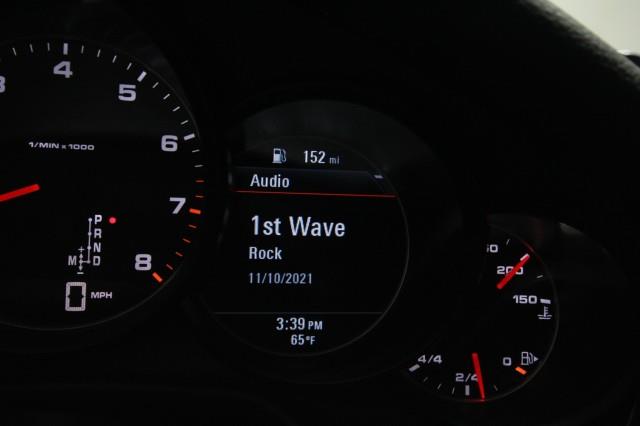 3
4
5
6
7
8
1/MIN x 1000
P
R
N
M D
+
-
0 MPH
152 mi
Audio
1st Wave
Rock
11/10/2021
3:39 PM
65°F
200
150
4/4
2/4
0